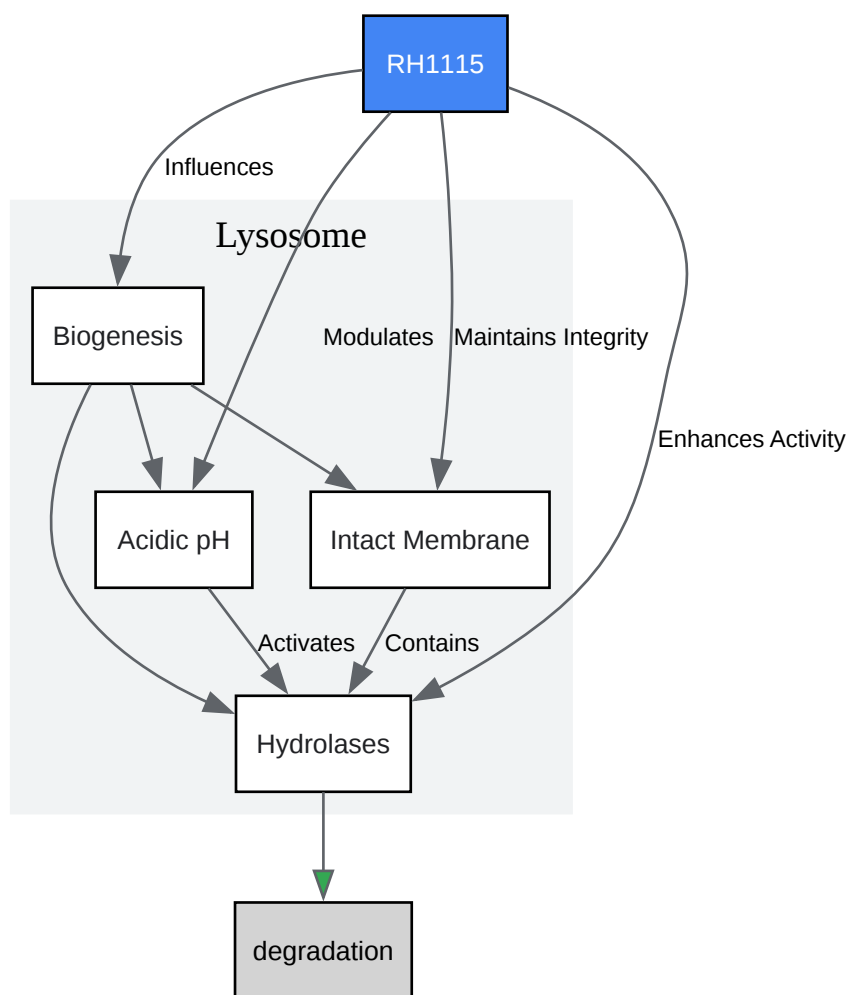 RH1115
Influences
Lysosome
Biogenesis
Modulates
Maintains Integrity
Enhances Activity
Acidic pH
Intact Membrane
Activates
Contains
Hydrolases
degradation